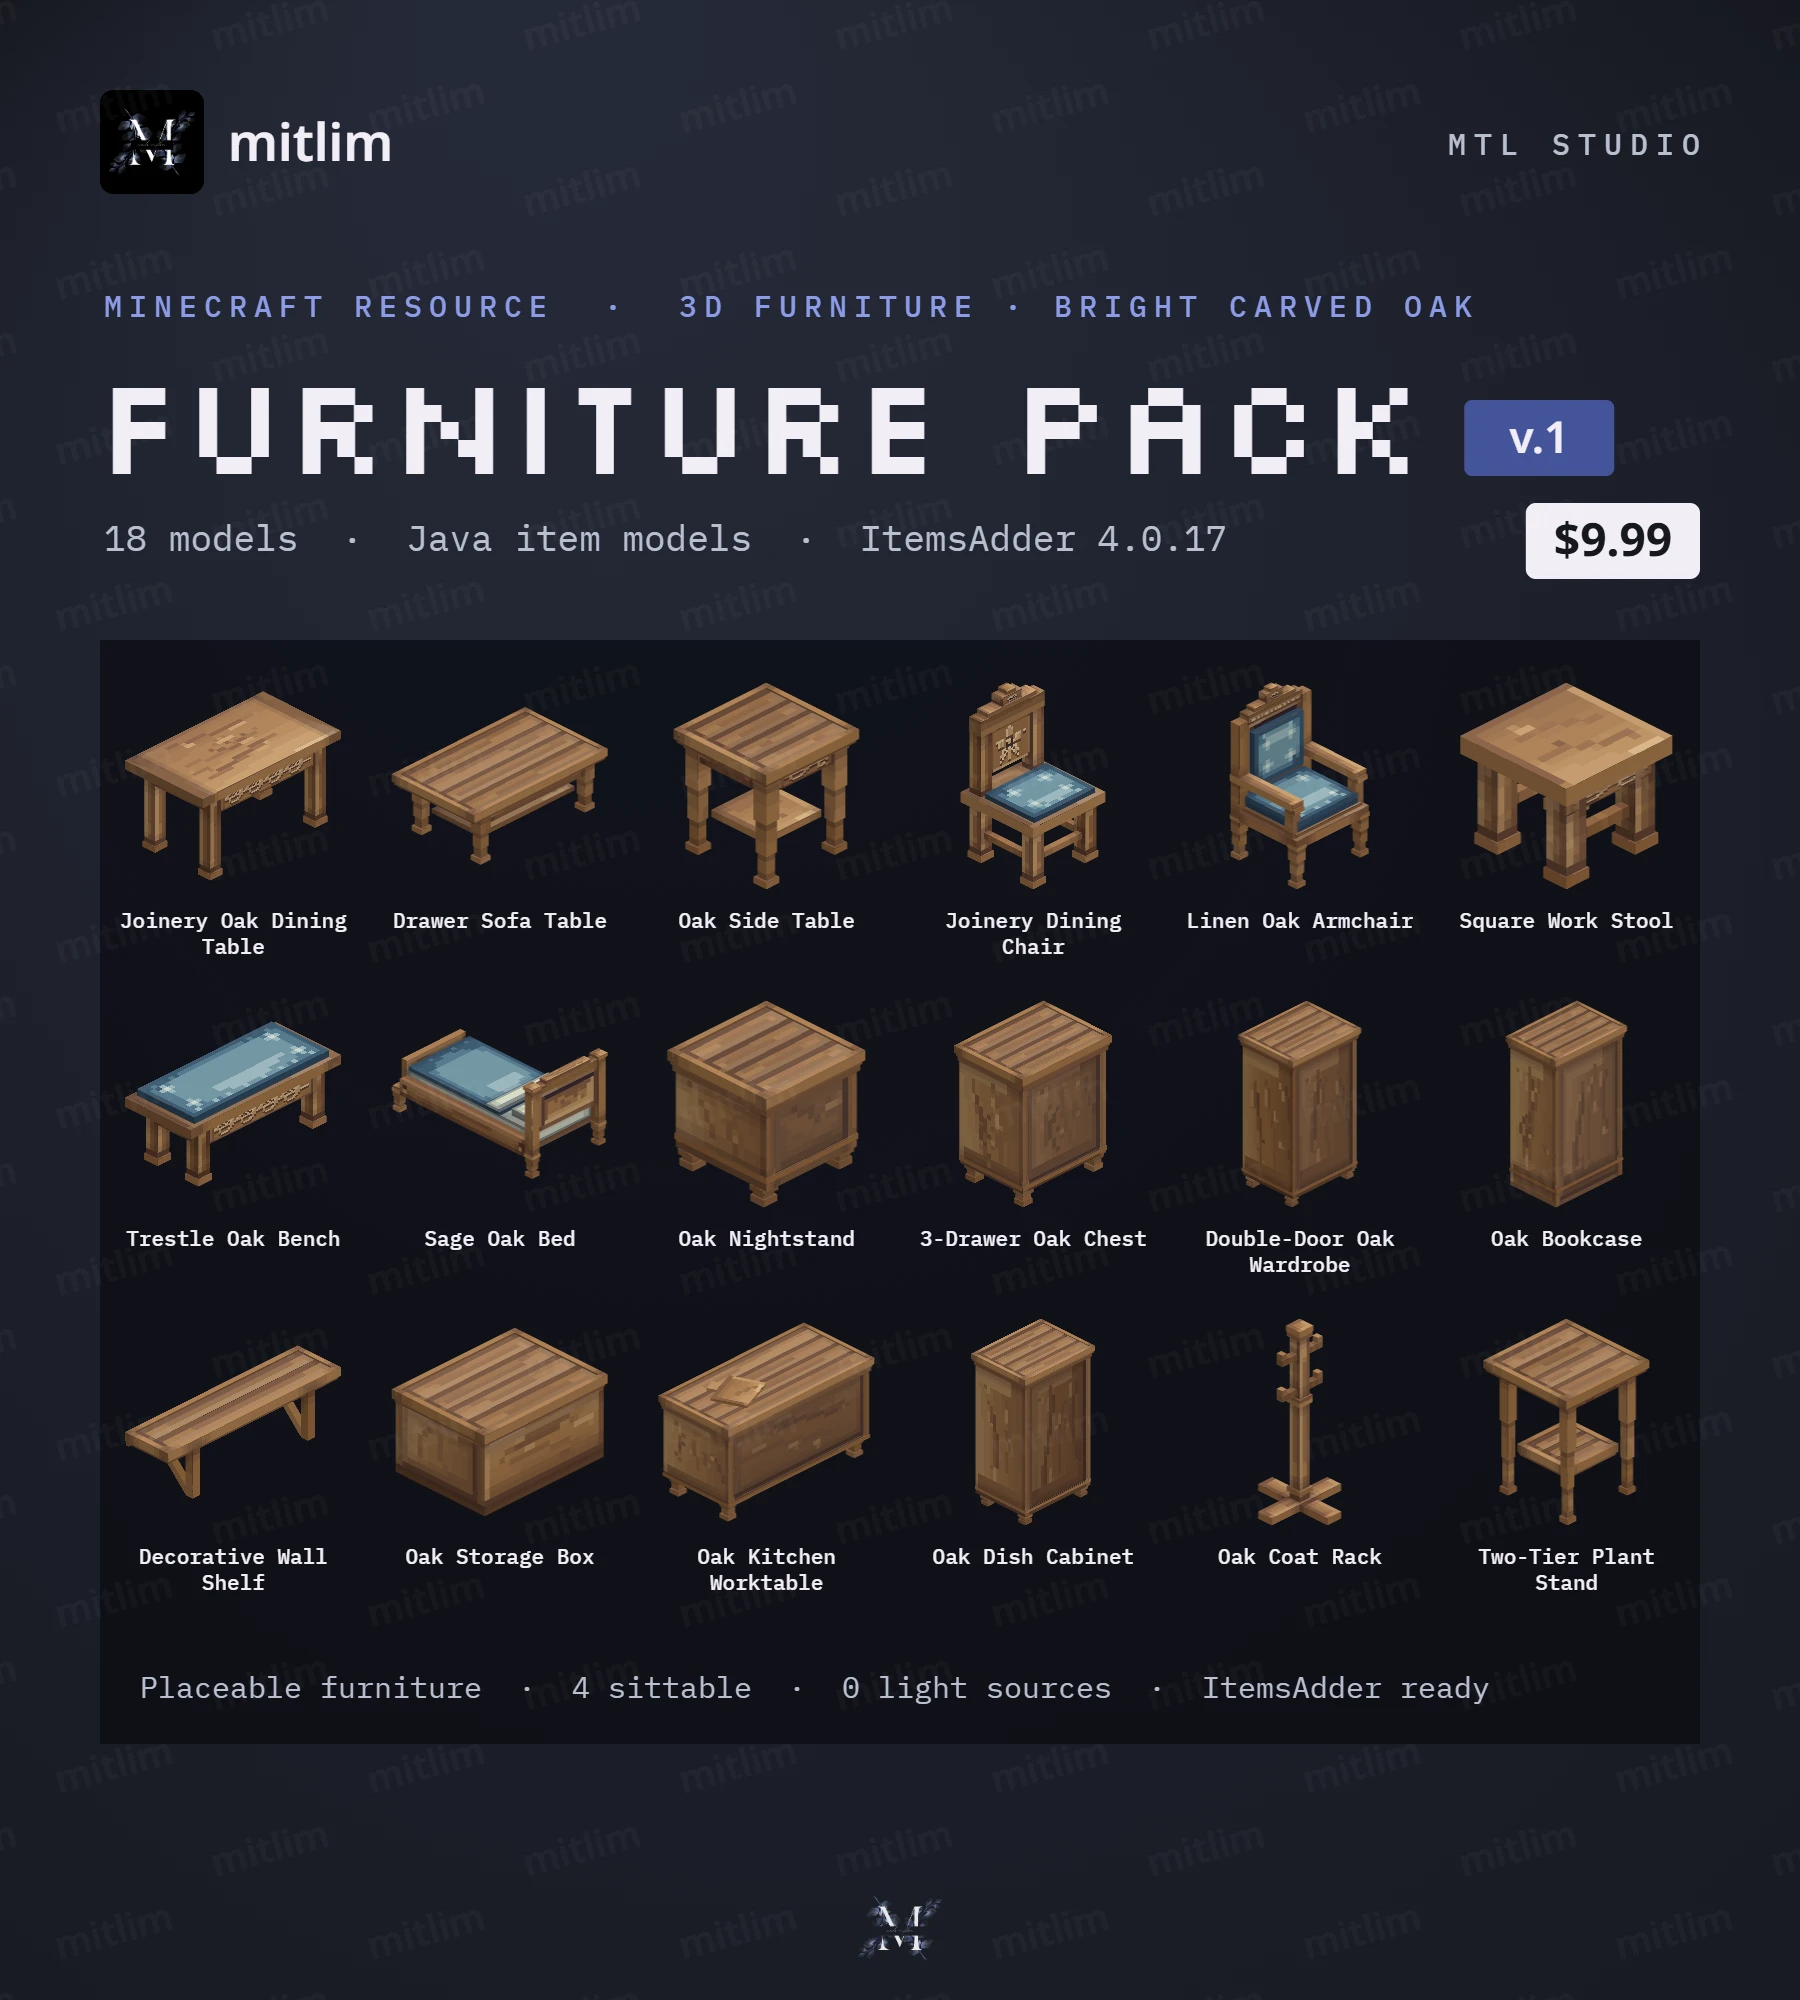 mitlim
MTL STUDIO
MINECRAFT RESOURCE · 3D FURNITURE · BRIGHT CARVED OAK
FURNITURE PACK v.1
18 models · Java item models · ItemsAdder 4.0.17
$9.99
Joinery Oak Dining
Table
Drawer Sofa Table
Oak Side Table
Joinery Dining
Chair
Linen Oak Armchair
Square Work Stool
Trestle Oak Bench
Sage Oak Bed
Oak Nightstand
3-Drawer Oak Chest
Double-Door Oak
Wardrobe
Oak Bookcase
Decorative Wall
Shelf
Oak Storage Box
Oak Kitchen
Worktable
Oak Dish Cabinet
Oak Coat Rack
Two-Tier Plant
Stand
Placeable furniture · 4 sittable · 0 light sources · ItemsAdder ready